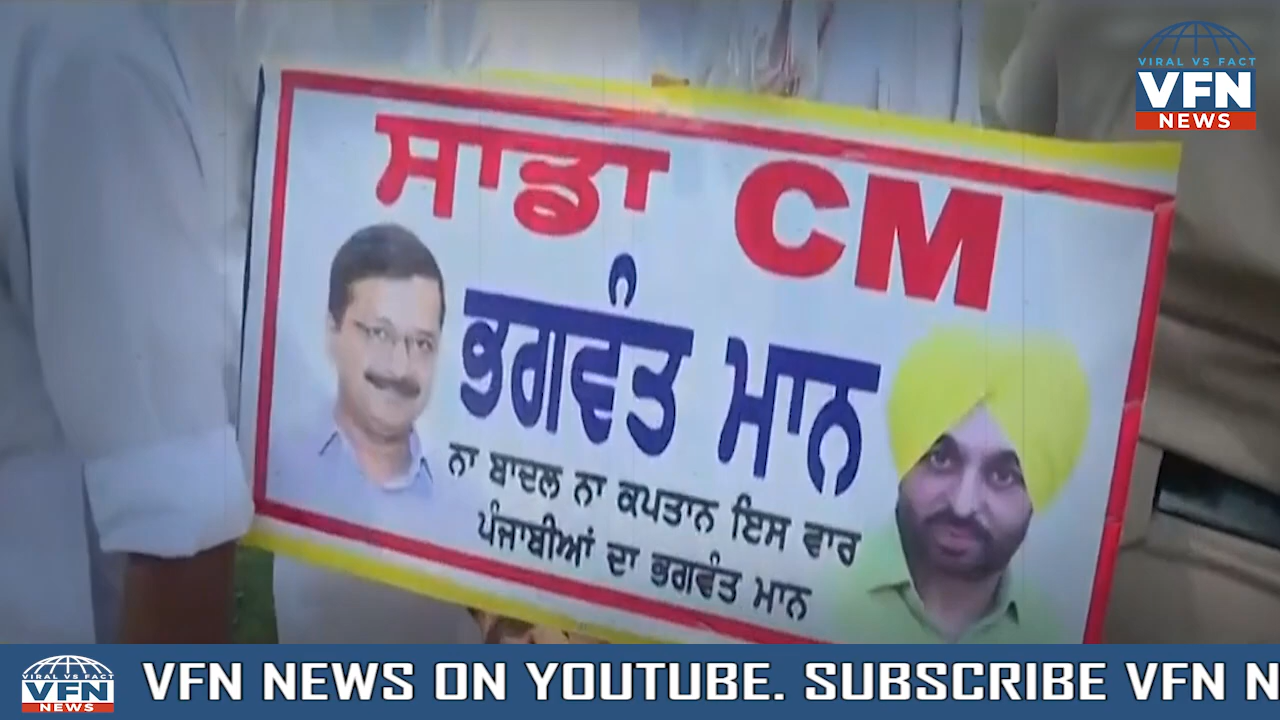 VIRAL VS FACT
VFN
NEWS
ਸਾਡਾ CM
ਭਗਵੰਤ ਮਾਨ
ਨਾ ਬਾਦਲ ਨਾ ਕਪਤਾਨ ਇਸ ਵਾਰ
ਪੰਜਾਬੀਆਂ ਦਾ ਭਗਵੰਤ ਮਾਨ
VIRAL VS FACT
VFN
NEWS
VFN NEWS ON YOUTUBE. SUBSCRIBE VFN N